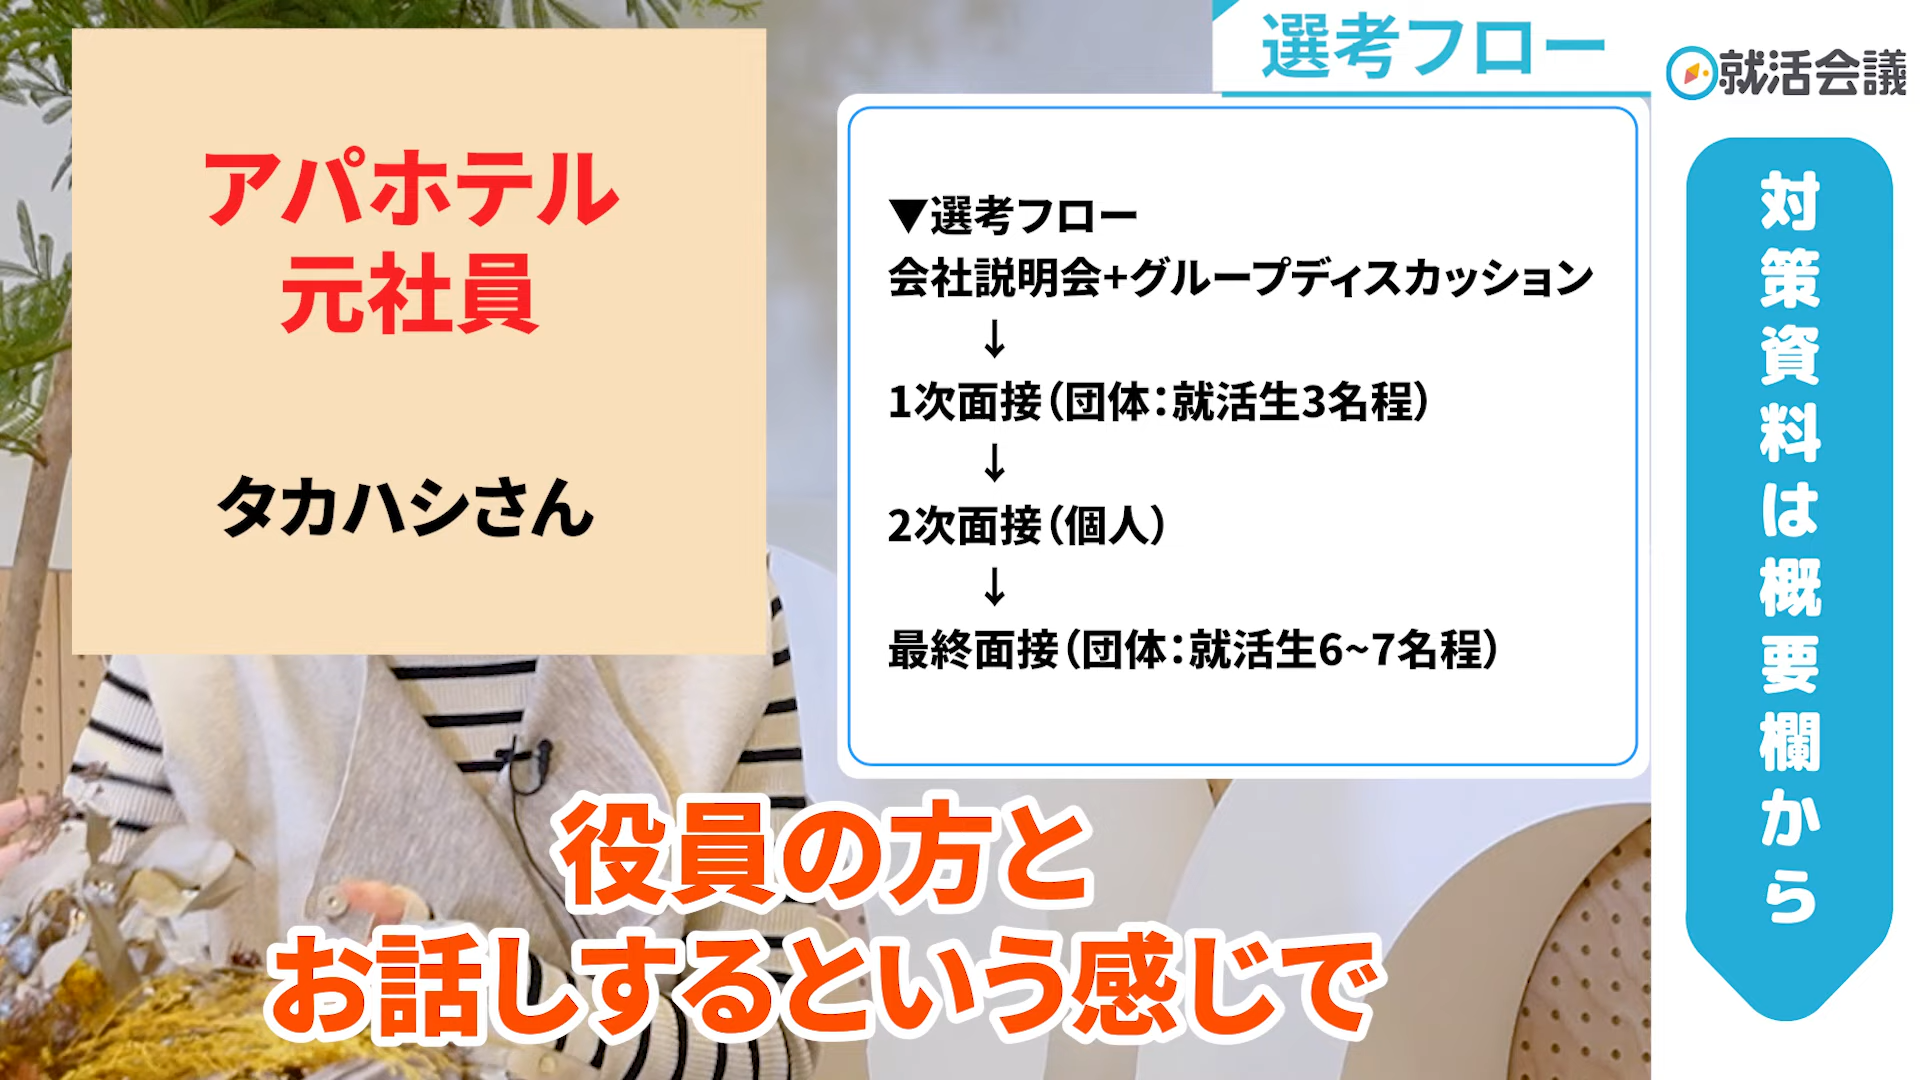 アパホテル
元社員
タカハシさん
選考フロー
就活会議
▼選考フロー
会社説明会+グループディスカッション
↓
1次面接（団体：就活生3名程）
↓
2次面接（個人）
↓
最終面接（団体：就活生6~7名程）
対策資料は概要欄から
役員の方と
お話しするという感じで